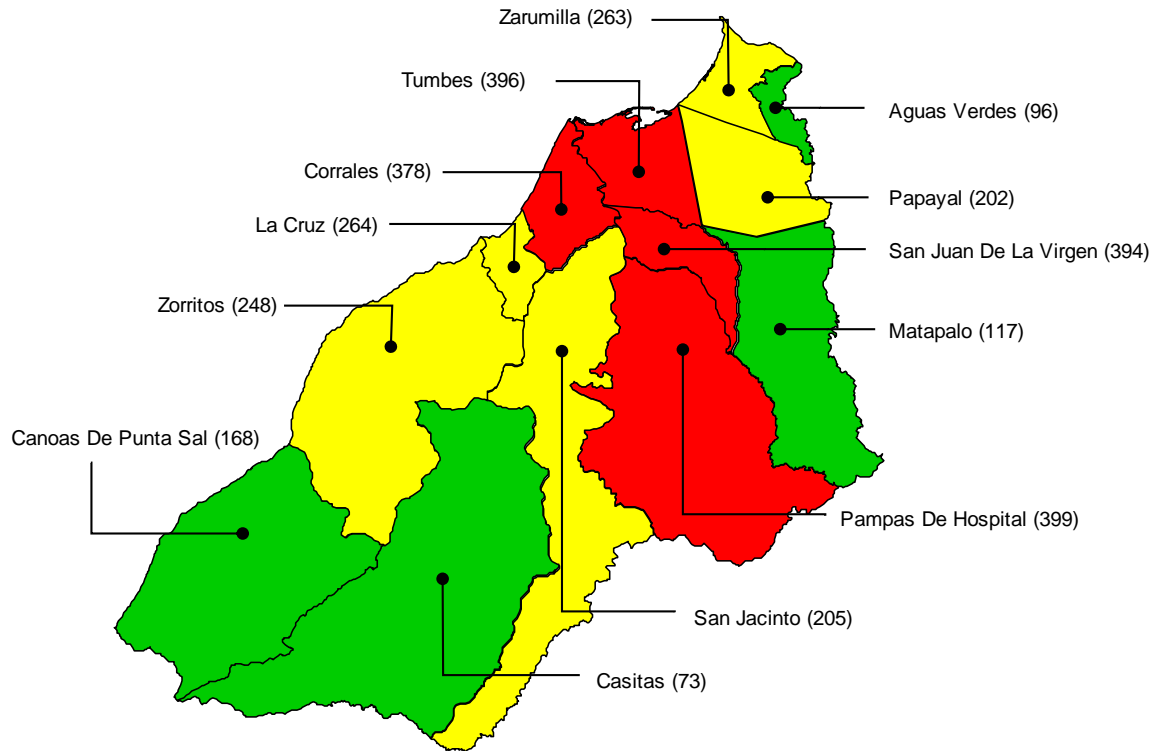 Zarumilla (263)
Tumbes (396)
Aguas Verdes (96)
Corrales (378)
Papayal (202)
La Cruz (264)
San Juan De La Virgen (394)
Zorritos (248)
Matapalo (117)
Canoas De Punta Sal (168)
Pampas De Hospital (399)
San Jacinto (205)
Casitas (73)